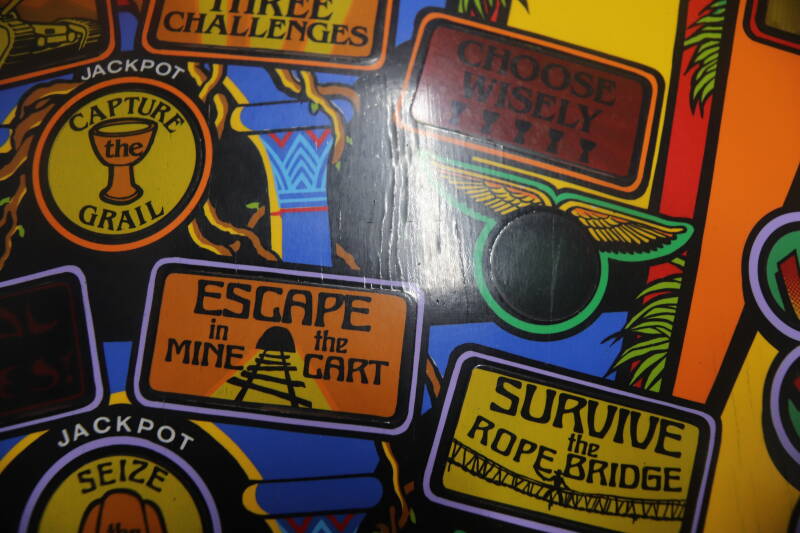 THREE
CHALLENGES
JACKPOT
CAPTURE
the
GRAIL
CHOOSE
WISELY
ESCAPE
in the
MINE CART
SURVIVE
the
ROPE BRIDGE
JACKPOT
SEIZE
the